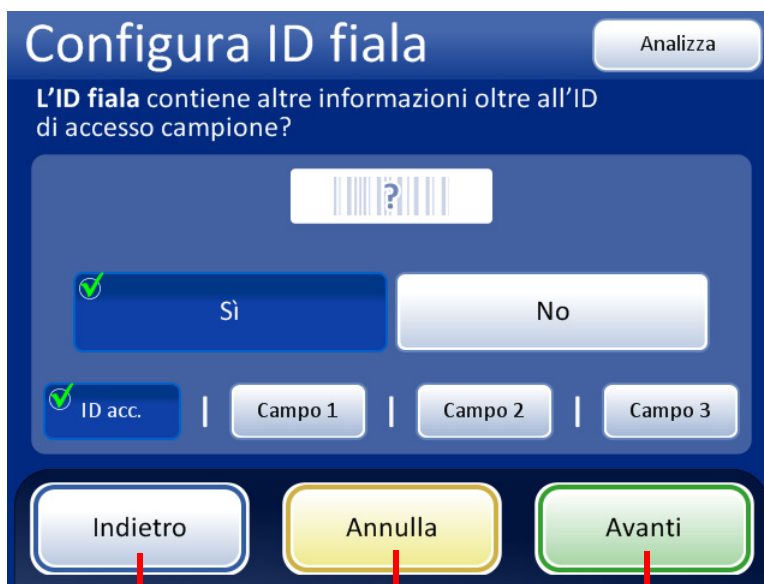 Configura ID fiala
Analizza
L'ID fiala contiene altre informazioni oltre all'ID
di accesso campione?
?
Sì
No
ID acc. | Campo 1 | Campo 2 | Campo 3
Indietro
Annulla
Avanti